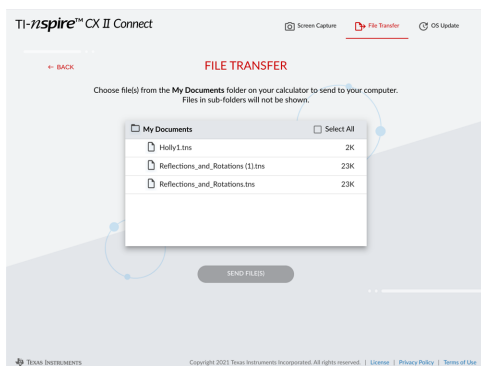 TI-nspire™ CX II Connect
Screen Capture
File Transfer
OS Update
← BACK
FILE TRANSFER
Choose file(s) from the My Documents folder on your calculator to send to your computer.
Files in sub-folders will not be shown.
My Documents
Select All
Holly1.tns 2K
Reflections_and_Rotations (1).tns 23K
Reflections_and_Rotations.tns 23K
SEND FILE(S)
TEXAS INSTRUMENTS
Copyright 2021 Texas Instruments Incorporated. All rights reserved. | License | Privacy Policy | Terms of Use